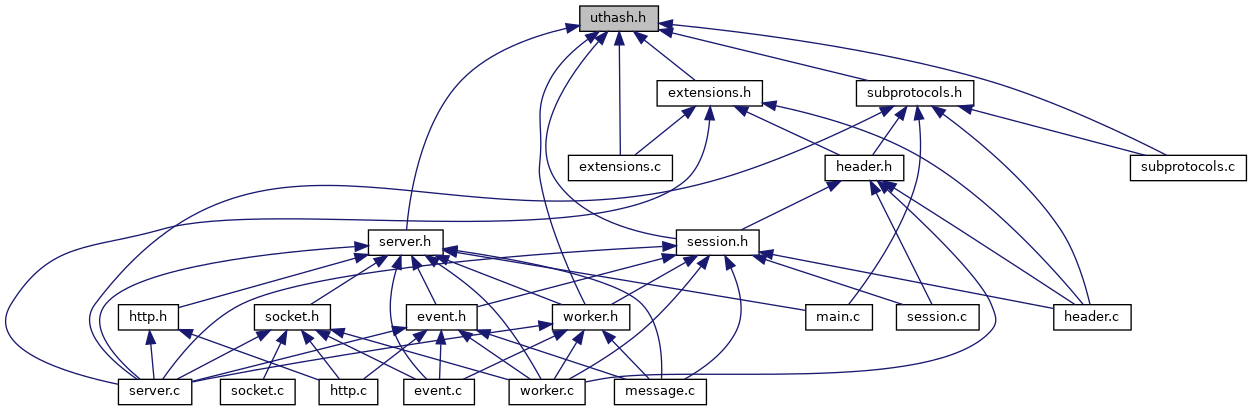 uthash.h
extensions.h
subprotocols.h
extensions.c
header.h
subprotocols.c
server.h
session.h
http.h
socket.h
event.h
worker.h
main.c
session.c
header.c
server.c
socket.c
http.c
event.c
worker.c
message.c